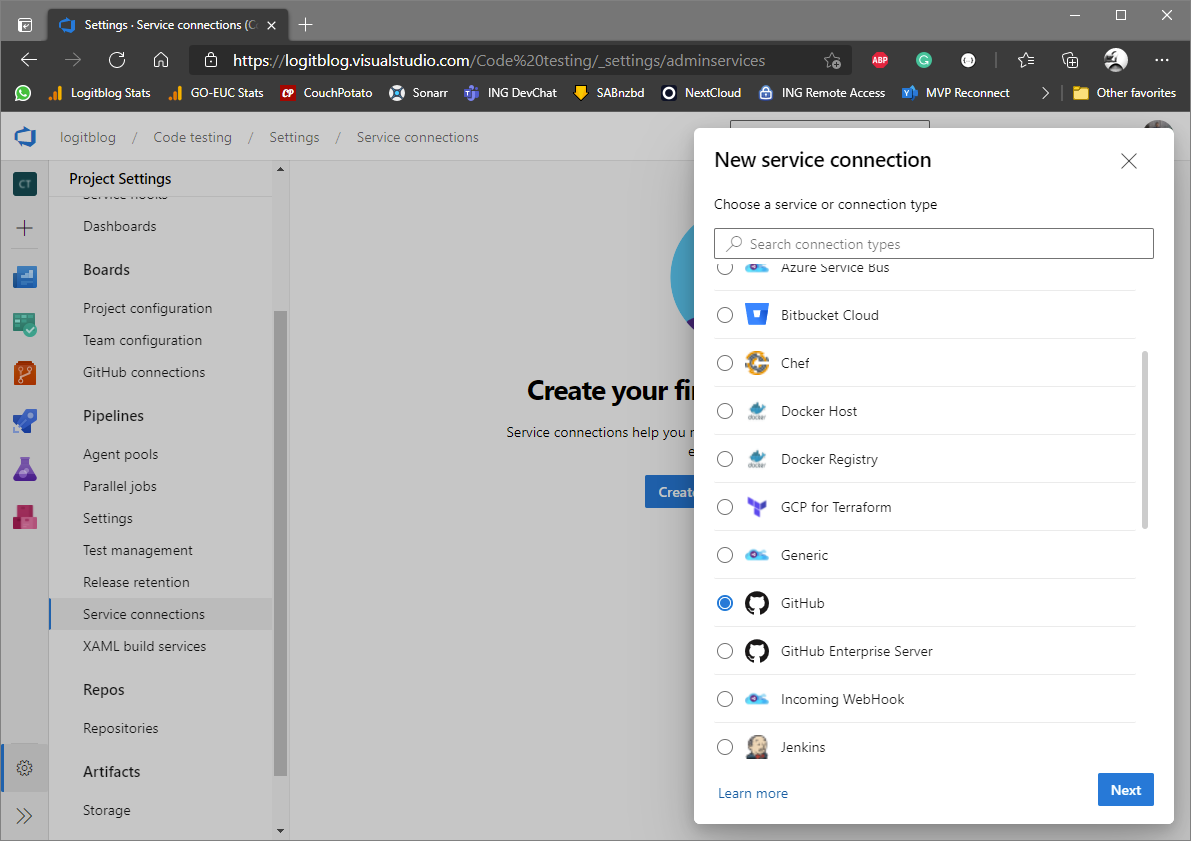 Settings · Service connections (C
https://logitblog.visualstudio.com/Code%20testing/_settings/adminservices
ABP
G
Logitblog Stats
GO-EUC Stats
CP
CouchPotato
Sonarr
ING DevChat
SABnzbd
NextCloud
ING Remote Access
MVP Reconnect
Other favorites
logitblog / Code testing / Settings / Service connections
CT
Project Settings
Service hooks
Dashboards
Boards
Project configuration
Team configuration
GitHub connections
Pipelines
Agent pools
Parallel jobs
Settings
Test management
Release retention
Service connections
XAML build services
Repos
Repositories
Artifacts
Storage
Create your fi
Service connections help you
Create
New service connection
Choose a service or connection type
Search connection types
Azure Service Bus
Bitbucket Cloud
Chef
Docker Host
Docker Registry
GCP for Terraform
Generic
GitHub
GitHub Enterprise Server
Incoming WebHook
Jenkins
Learn more
Next